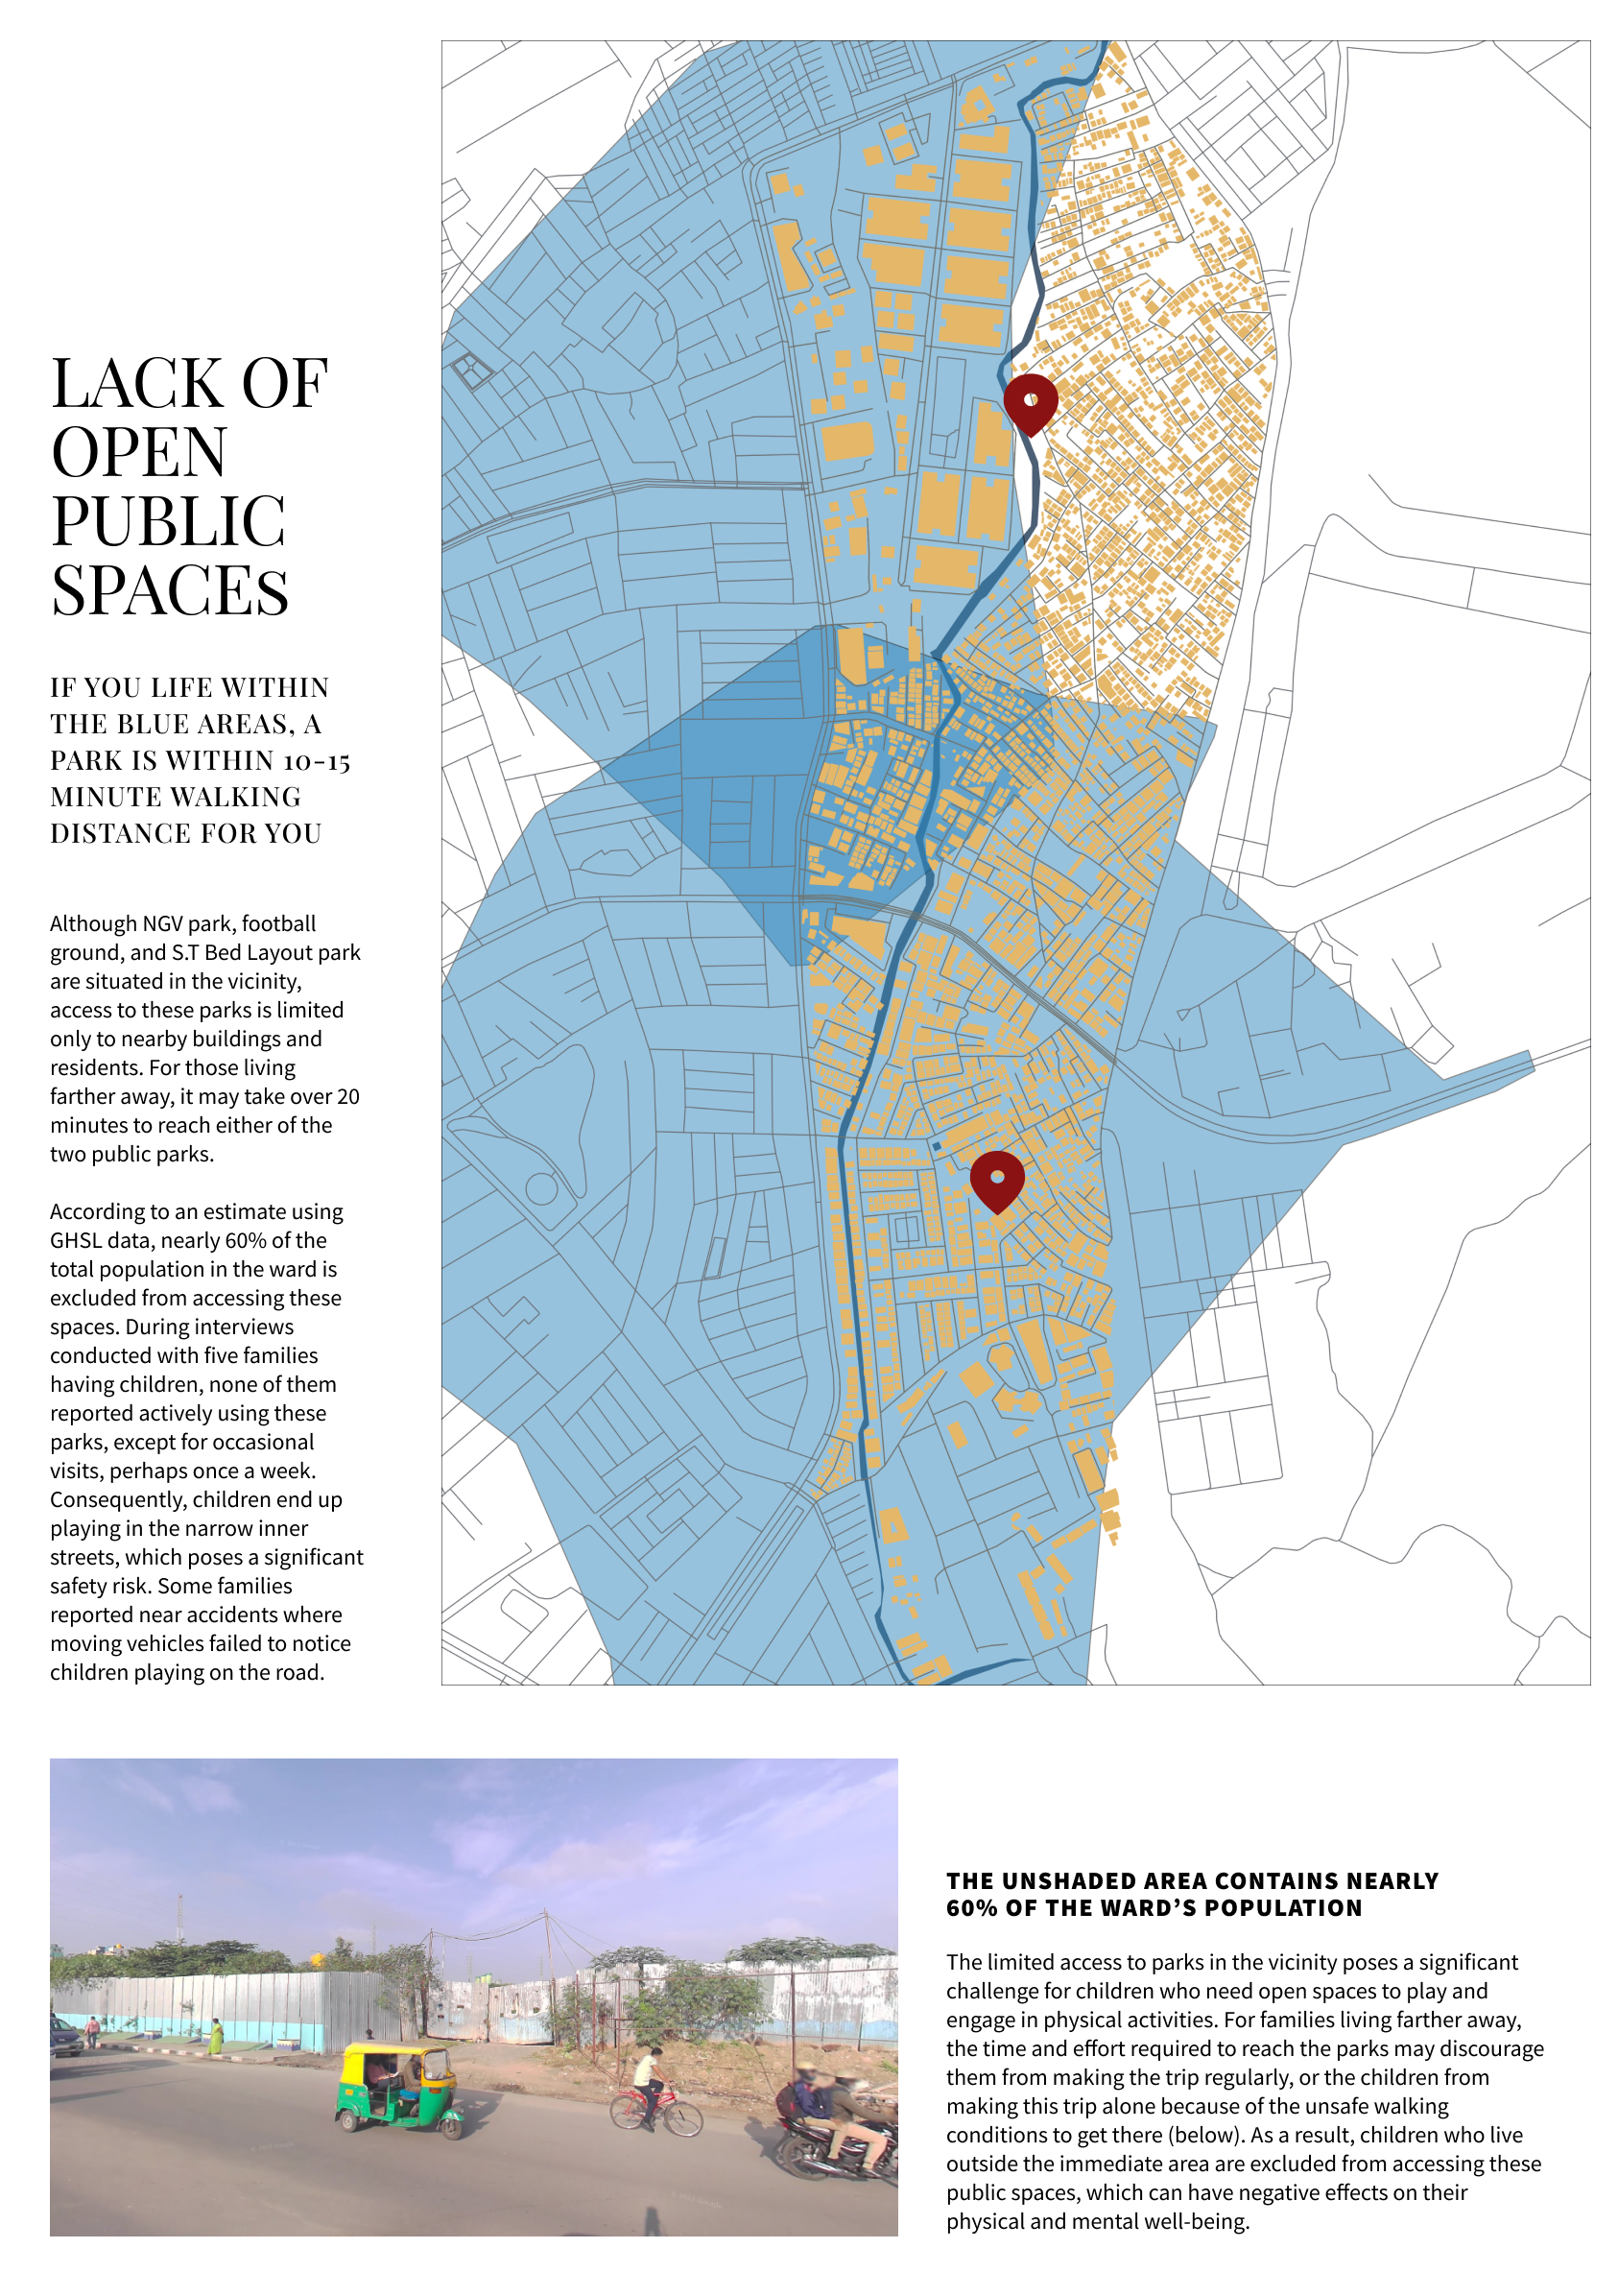 LACK OF
OPEN
PUBLIC
SPACES
IF YOU LIFE WITHIN
THE BLUE AREAS, A
PARK IS WITHIN 10-15
MINUTE WALKING
DISTANCE FOR YOU
Although NGV park, football
ground, and S.T Bed Layout park
are situated in the vicinity,
access to these parks is limited
only to nearby buildings and
residents. For those living
farther away, it may take over 20
minutes to reach either of the
two public parks.
According to an estimate using
GHSL data, nearly 60% of the
total population in the ward is
excluded from accessing these
spaces. During interviews
conducted with five families
having children, none of them
reported actively using these
parks, except for occasional
visits, perhaps once a week.
Consequently, children end up
playing in the narrow inner
streets, which poses a significant
safety risk. Some families
reported near accidents where
moving vehicles failed to notice
children playing on the road.
THE UNSHADED AREA CONTAINS NEARLY
60% OF THE WARD’S POPULATION
The limited access to parks in the vicinity poses a significant
challenge for children who need open spaces to play and
engage in physical activities. For families living farther away,
the time and effort required to reach the parks may discourage
them from making the trip regularly, or the children from
making this trip alone because of the unsafe walking
conditions to get there (below). As a result, children who live
outside the immediate area are excluded from accessing these
public spaces, which can have negative effects on their
physical and mental well-being.